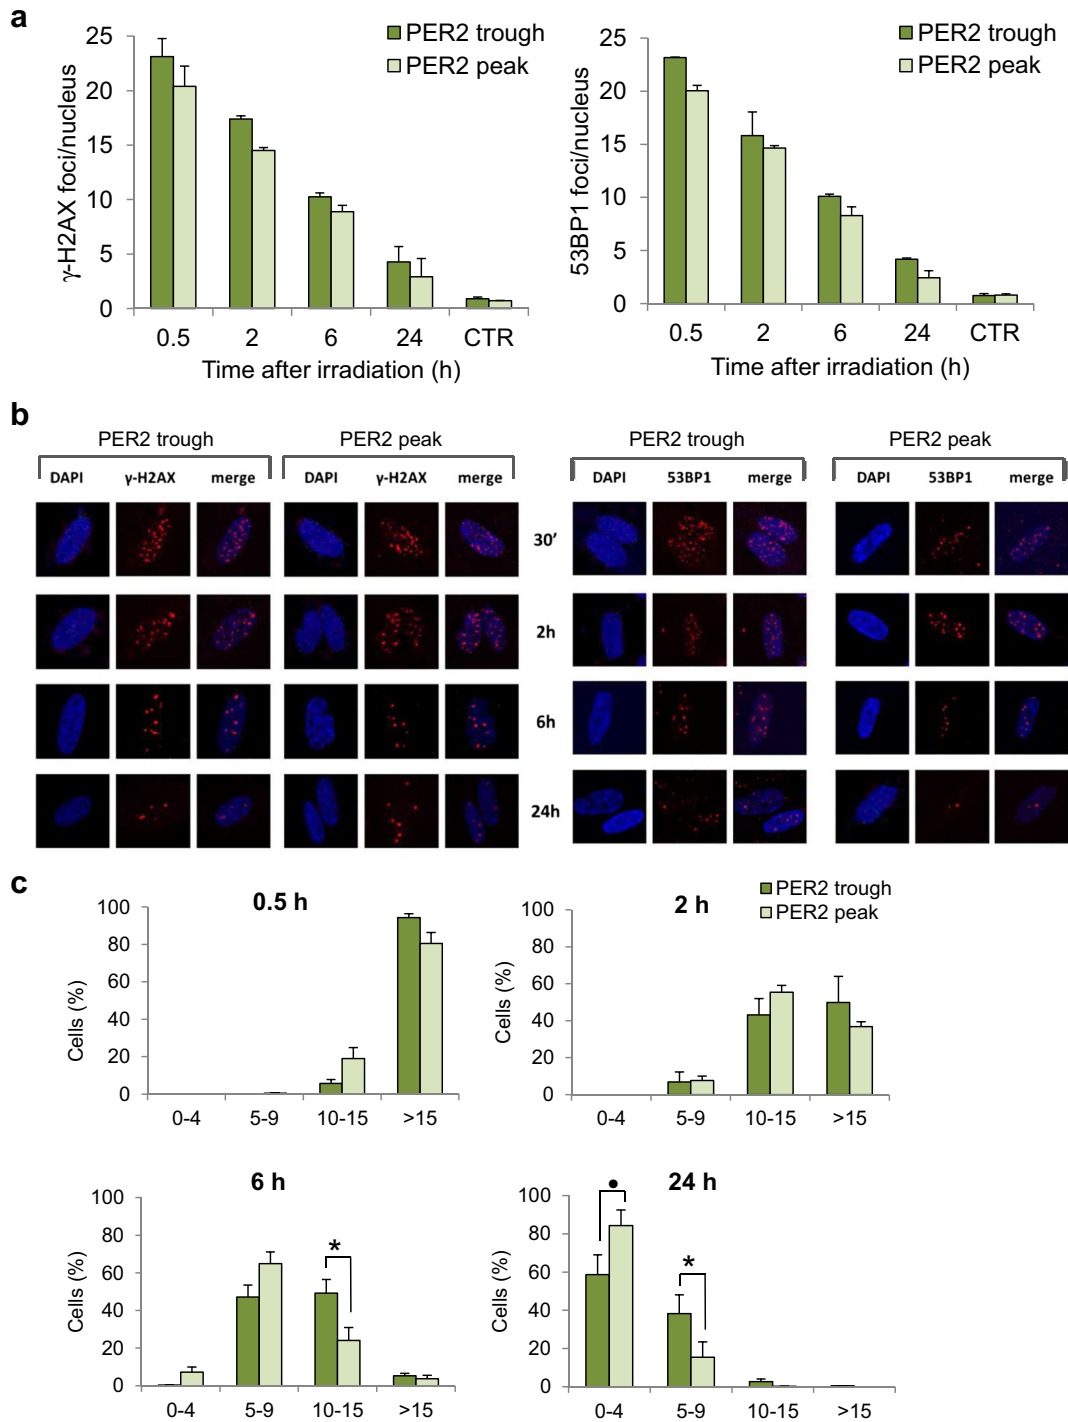 a
PER2 trough
PER2 peak
γ-H2AX foci/nucleus
25
20
15
10
5
0
0.5 2 6 24 CTR
Time after irradiation (h)
PER2 trough
PER2 peak
53BP1 foci/nucleus
25
20
15
10
5
0
0.5 2 6 24 CTR
Time after irradiation (h)
b
PER2 trough PER2 peak PER2 trough PER2 peak
DAPI γ-H2AX merge DAPI γ-H2AX merge DAPI 53BP1 merge DAPI 53BP1 merge
30′
2h
6h
24h
c
PER2 trough
PER2 peak
0.5 h
Cells (%)
100
80
60
40
20
0
0-4 5-9 10-15 >15
2 h
Cells (%)
100
80
60
40
20
0
0-4 5-9 10-15 >15
6 h
Cells (%)
100
80
60
40
20
0
*
0-4 5-9 10-15 >15
24 h
Cells (%)
100
80
60
40
20
0
•
*
0-4 5-9 10-15 >15